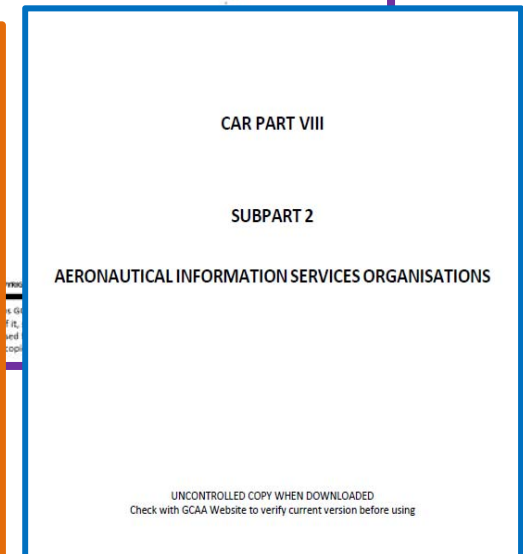 CAR PART VIII
SUBPART 2
AERONAUTICAL INFORMATION SERVICES ORGANISATIONS
UNCONTROLLED COPY WHEN DOWNLOADED
Check with GCAA Website to verify current version before using